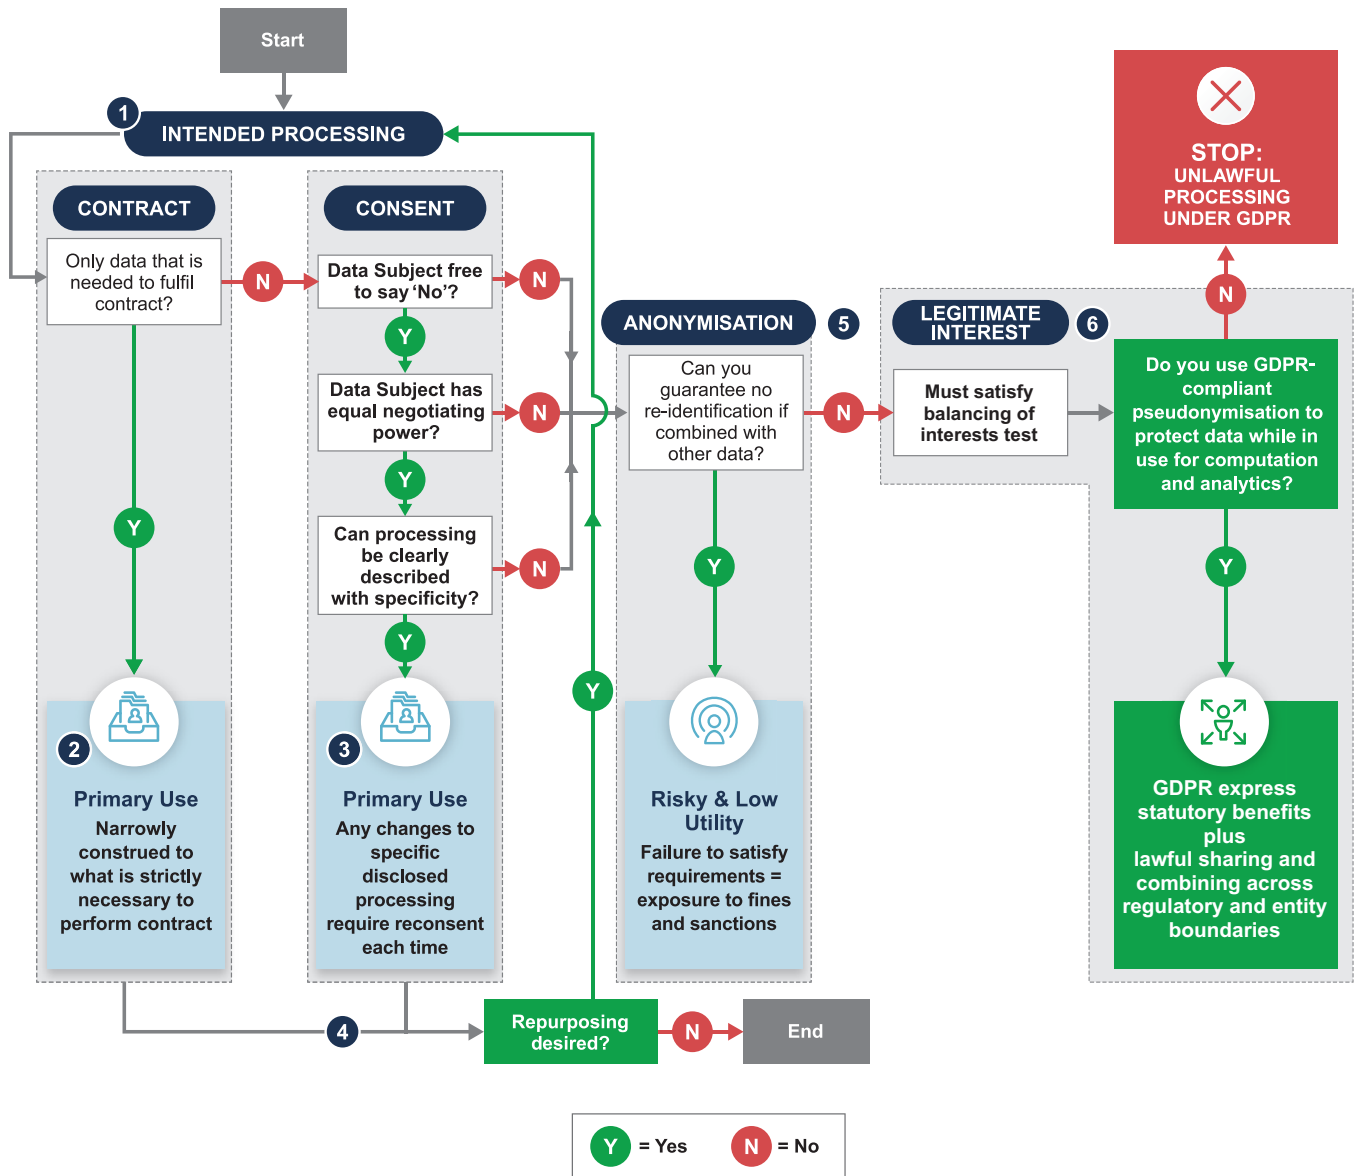 Start
1
INTENDED PROCESSING
CONTRACT
Only data that is
needed to fulfil
contract?
N
Y
2
Primary Use
Narrowly
construed to
what is strictly
necessary to
perform contract
CONSENT
Data Subject free
to say ‘No’?
N
Y
Data Subject has
equal negotiating
power?
N
Y
Can processing
be clearly
described
with specificity?
N
Y
3
Primary Use
Any changes to
specific
disclosed
processing
require reconsent
each time
4
Repurposing
desired?
Y
N
End
ANONYMISATION
5
Can you
guarantee no
re-identification if
combined with
other data?
N
Y
Risky & Low
Utility
Failure to satisfy
requirements =
exposure to fines
and sanctions
LEGITIMATE
INTEREST
6
Must satisfy
balancing of
interests test
Do you use GDPR-
compliant
pseudonymisation to
protect data while in
use for computation
and analytics?
N
STOP:
UNLAWFUL
PROCESSING
UNDER GDPR
Y
GDPR express
statutory benefits
plus
lawful sharing and
combining across
regulatory and entity
boundaries
Y = Yes
N = No